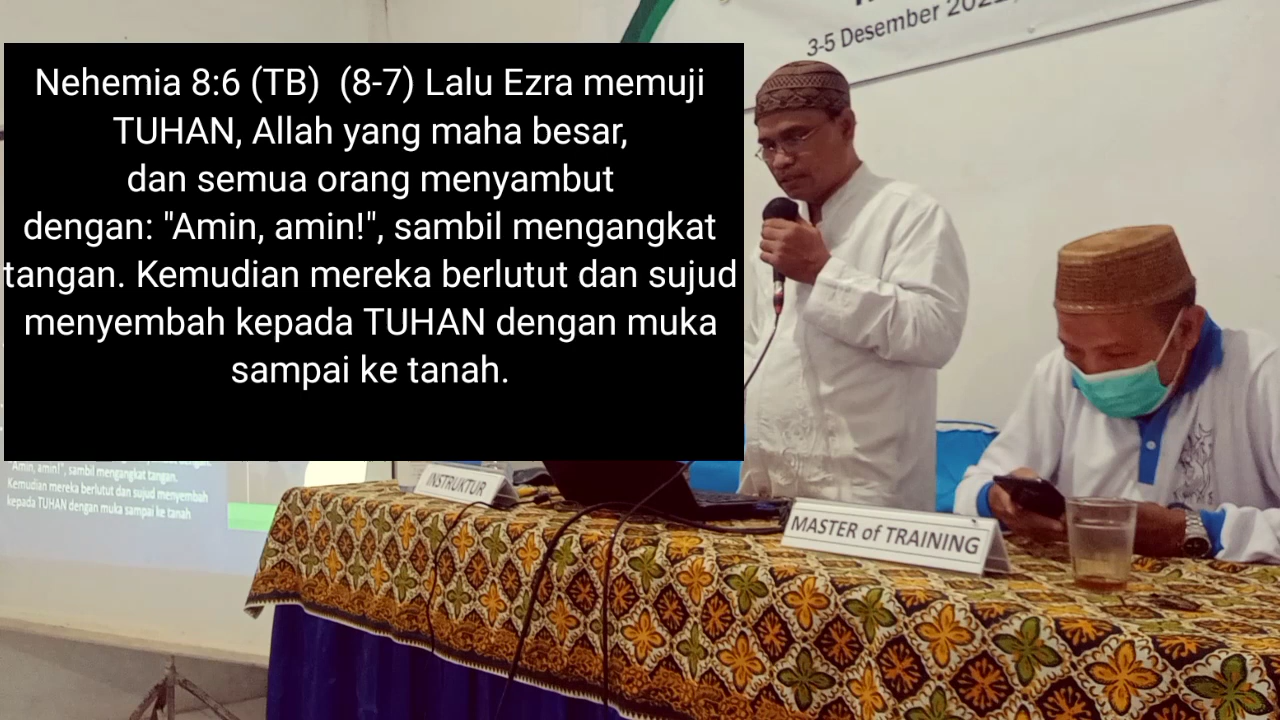 3-5 Desember
Nehemia 8:6 (TB)  (8-7) Lalu Ezra memuji
TUHAN, Allah yang maha besar,
dan semua orang menyambut
dengan: "Amin, amin!", sambil mengangkat
tangan. Kemudian mereka berlutut dan sujud
menyembah kepada TUHAN dengan muka
sampai ke tanah.
"Amin, amin!", sambil mengangkat tangan.
Kemudian mereka berlutut dan sujud menyembah
kepada TUHAN dengan muka sampai ke tanah
INSTRUKTUR
MASTER of TRAINING